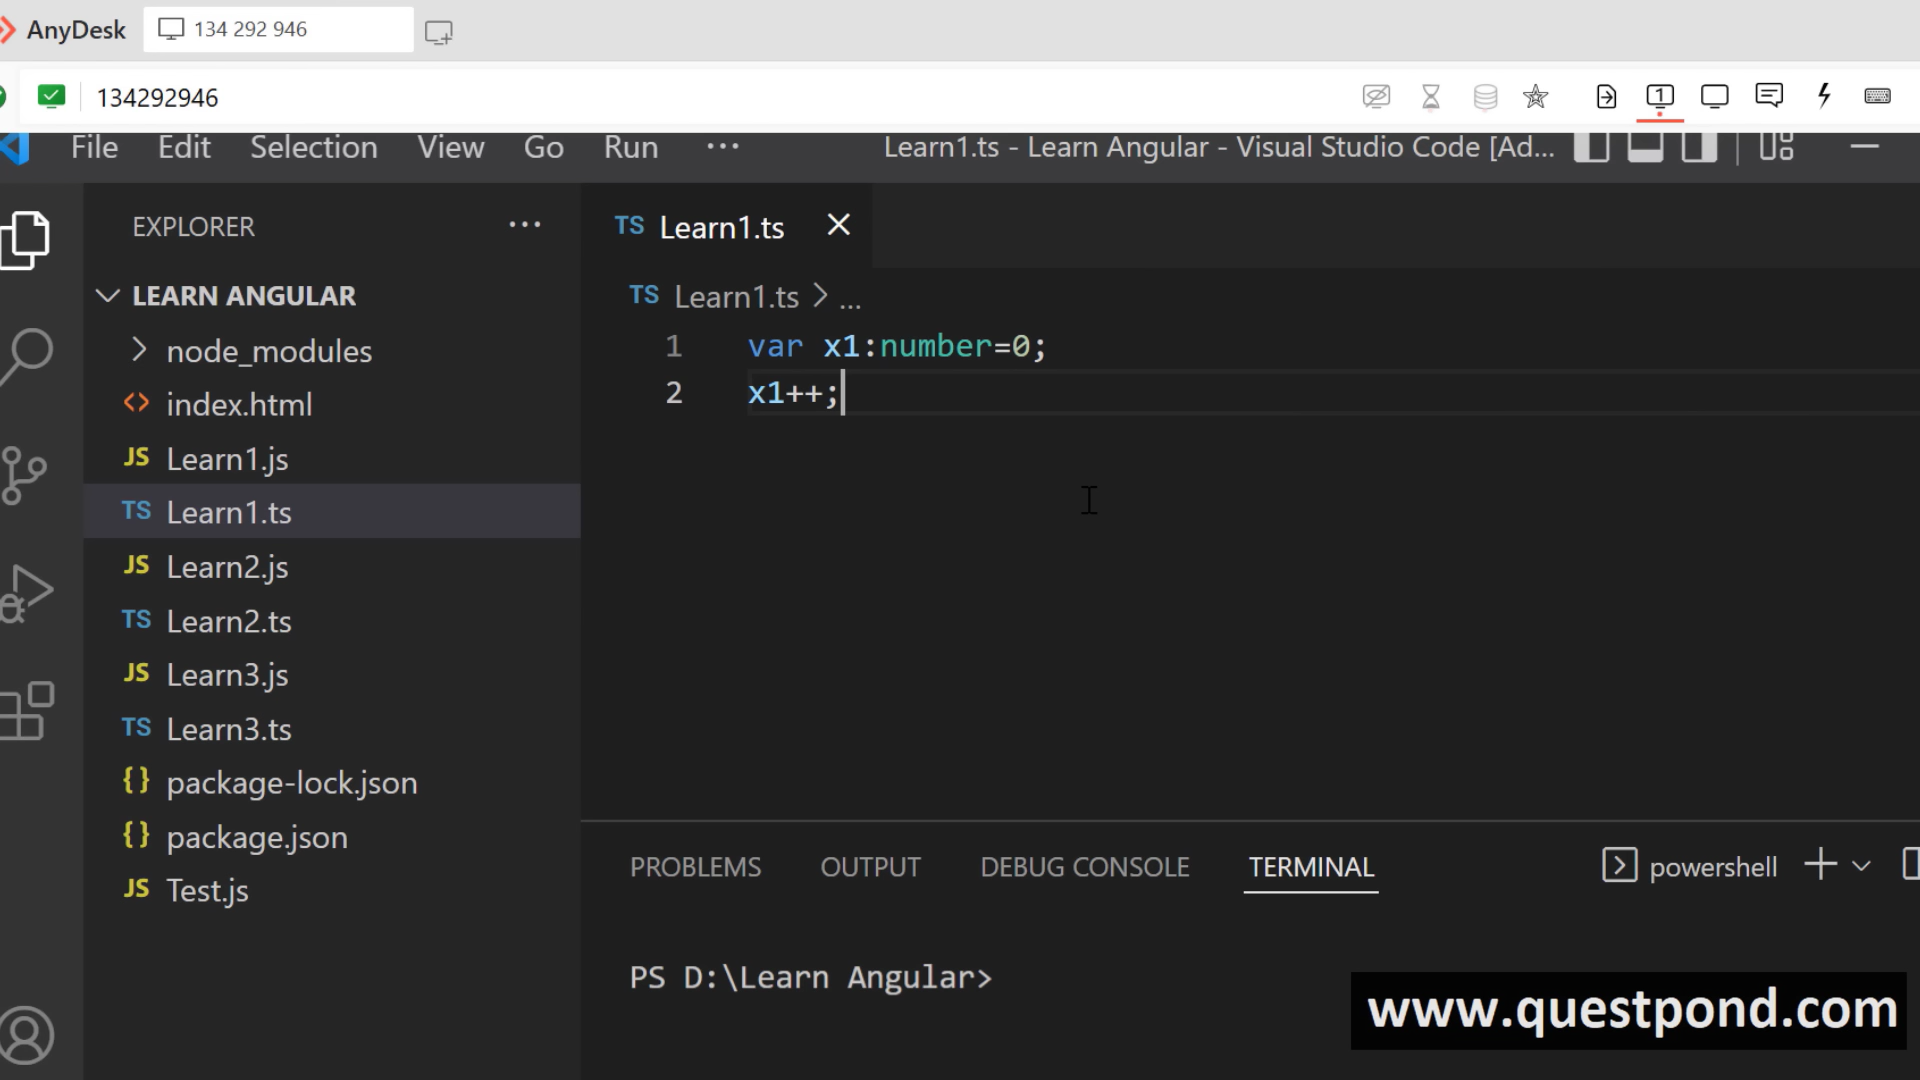 AnyDesk 134 292 946
134292946
File Edit Selection View Go Run ··· Learn1.ts - Learn Angular - Visual Studio Code [Ad...
EXPLORER ···
LEARN ANGULAR
node_modules
<> index.html
JS Learn1.js
TS Learn1.ts
JS Learn2.js
TS Learn2.ts
JS Learn3.js
TS Learn3.ts
{} package-lock.json
{} package.json
JS Test.js
TS Learn1.ts
TS Learn1.ts > ...
1 var x1:number=0;
2 x1++;
PROBLEMS OUTPUT DEBUG CONSOLE TERMINAL powershell
PS D:\Learn Angular>
www.questpond.com
1